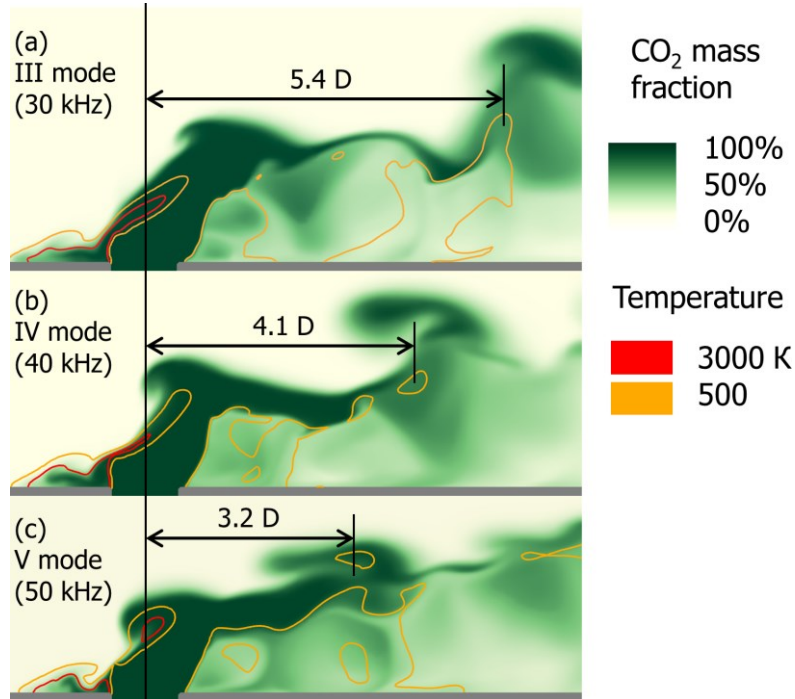 (a)
III mode
(30 kHz)
5.4 D
(b)
IV mode
(40 kHz)
4.1 D
(c)
V mode
(50 kHz)
3.2 D
CO₂ mass
fraction
100%
50%
0%
Temperature
3000 K
500